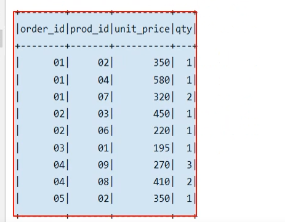 +--------+-------+----------+---+
|order_id|prod_id|unit_price|qty|
+--------+-------+----------+---+
|      01|     02|       350|  1|
|      01|     04|       580|  1|
|      01|     07|       320|  2|
|      02|     03|       450|  1|
|      02|     06|       220|  1|
|      03|     01|       195|  1|
|      04|     09|       270|  3|
|      04|     08|       410|  2|
|      05|     02|       350|  1|
+--------+-------+----------+---+